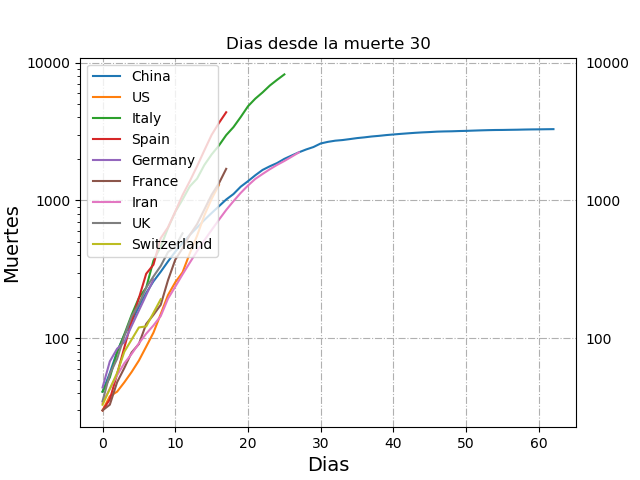 Dias desde la muerte 30
10000
1000
100
10000
1000
100
China
US
Italy
Spain
Germany
France
Iran
UK
Switzerland
Muertes
0 10 20 30 40 50 60
Dias